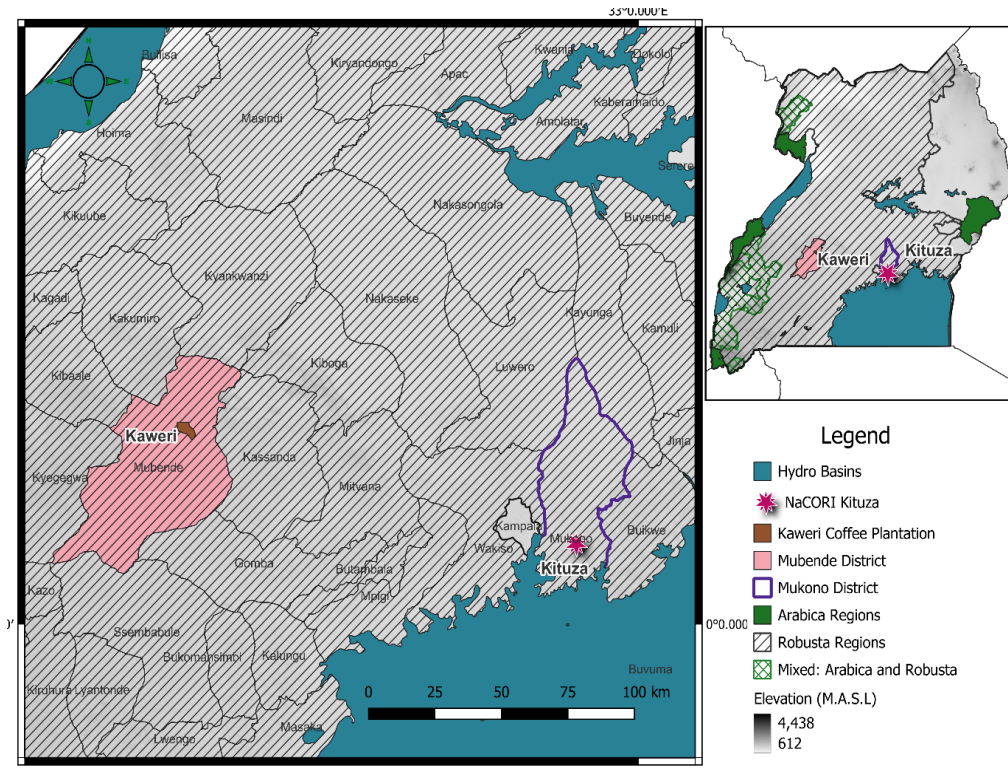 33°0.000'E
N
S
Bullisa
Kiryandongo
Apac
Kwania
Dokolo
Masindi
Kaberamaido
Amolatar
Hoima
Serere
Kikuube
Nakasongola
Buyende
Kyankwanzi
Kagadi
Nakaseke
Kakumiro
Kayunga
Kamuli
Kibaale
Kiboga
Luwero
Kaweri
Jinja
Mubende
Kassanda
Kyegegwa
Mityana
Kampala
Mukono
Buikwe
Wakiso
Gomba
Kituza
Butambala
Kazo
Mpigi
0°0.000'
Ssembabule
Bukomansimbi
Kalungu
Buvuma
Kiruhura
Lyantonde
0 25 50 75 100 km
Masaka
Lwengo
Kaweri
Kituza
Legend
Hydro Basins
NaCORI Kituza
Kaweri Coffee Plantation
Mubende District
Mukono District
Arabica Regions
Robusta Regions
Mixed: Arabica and Robusta
Elevation (M.A.S.L)
4,438
612